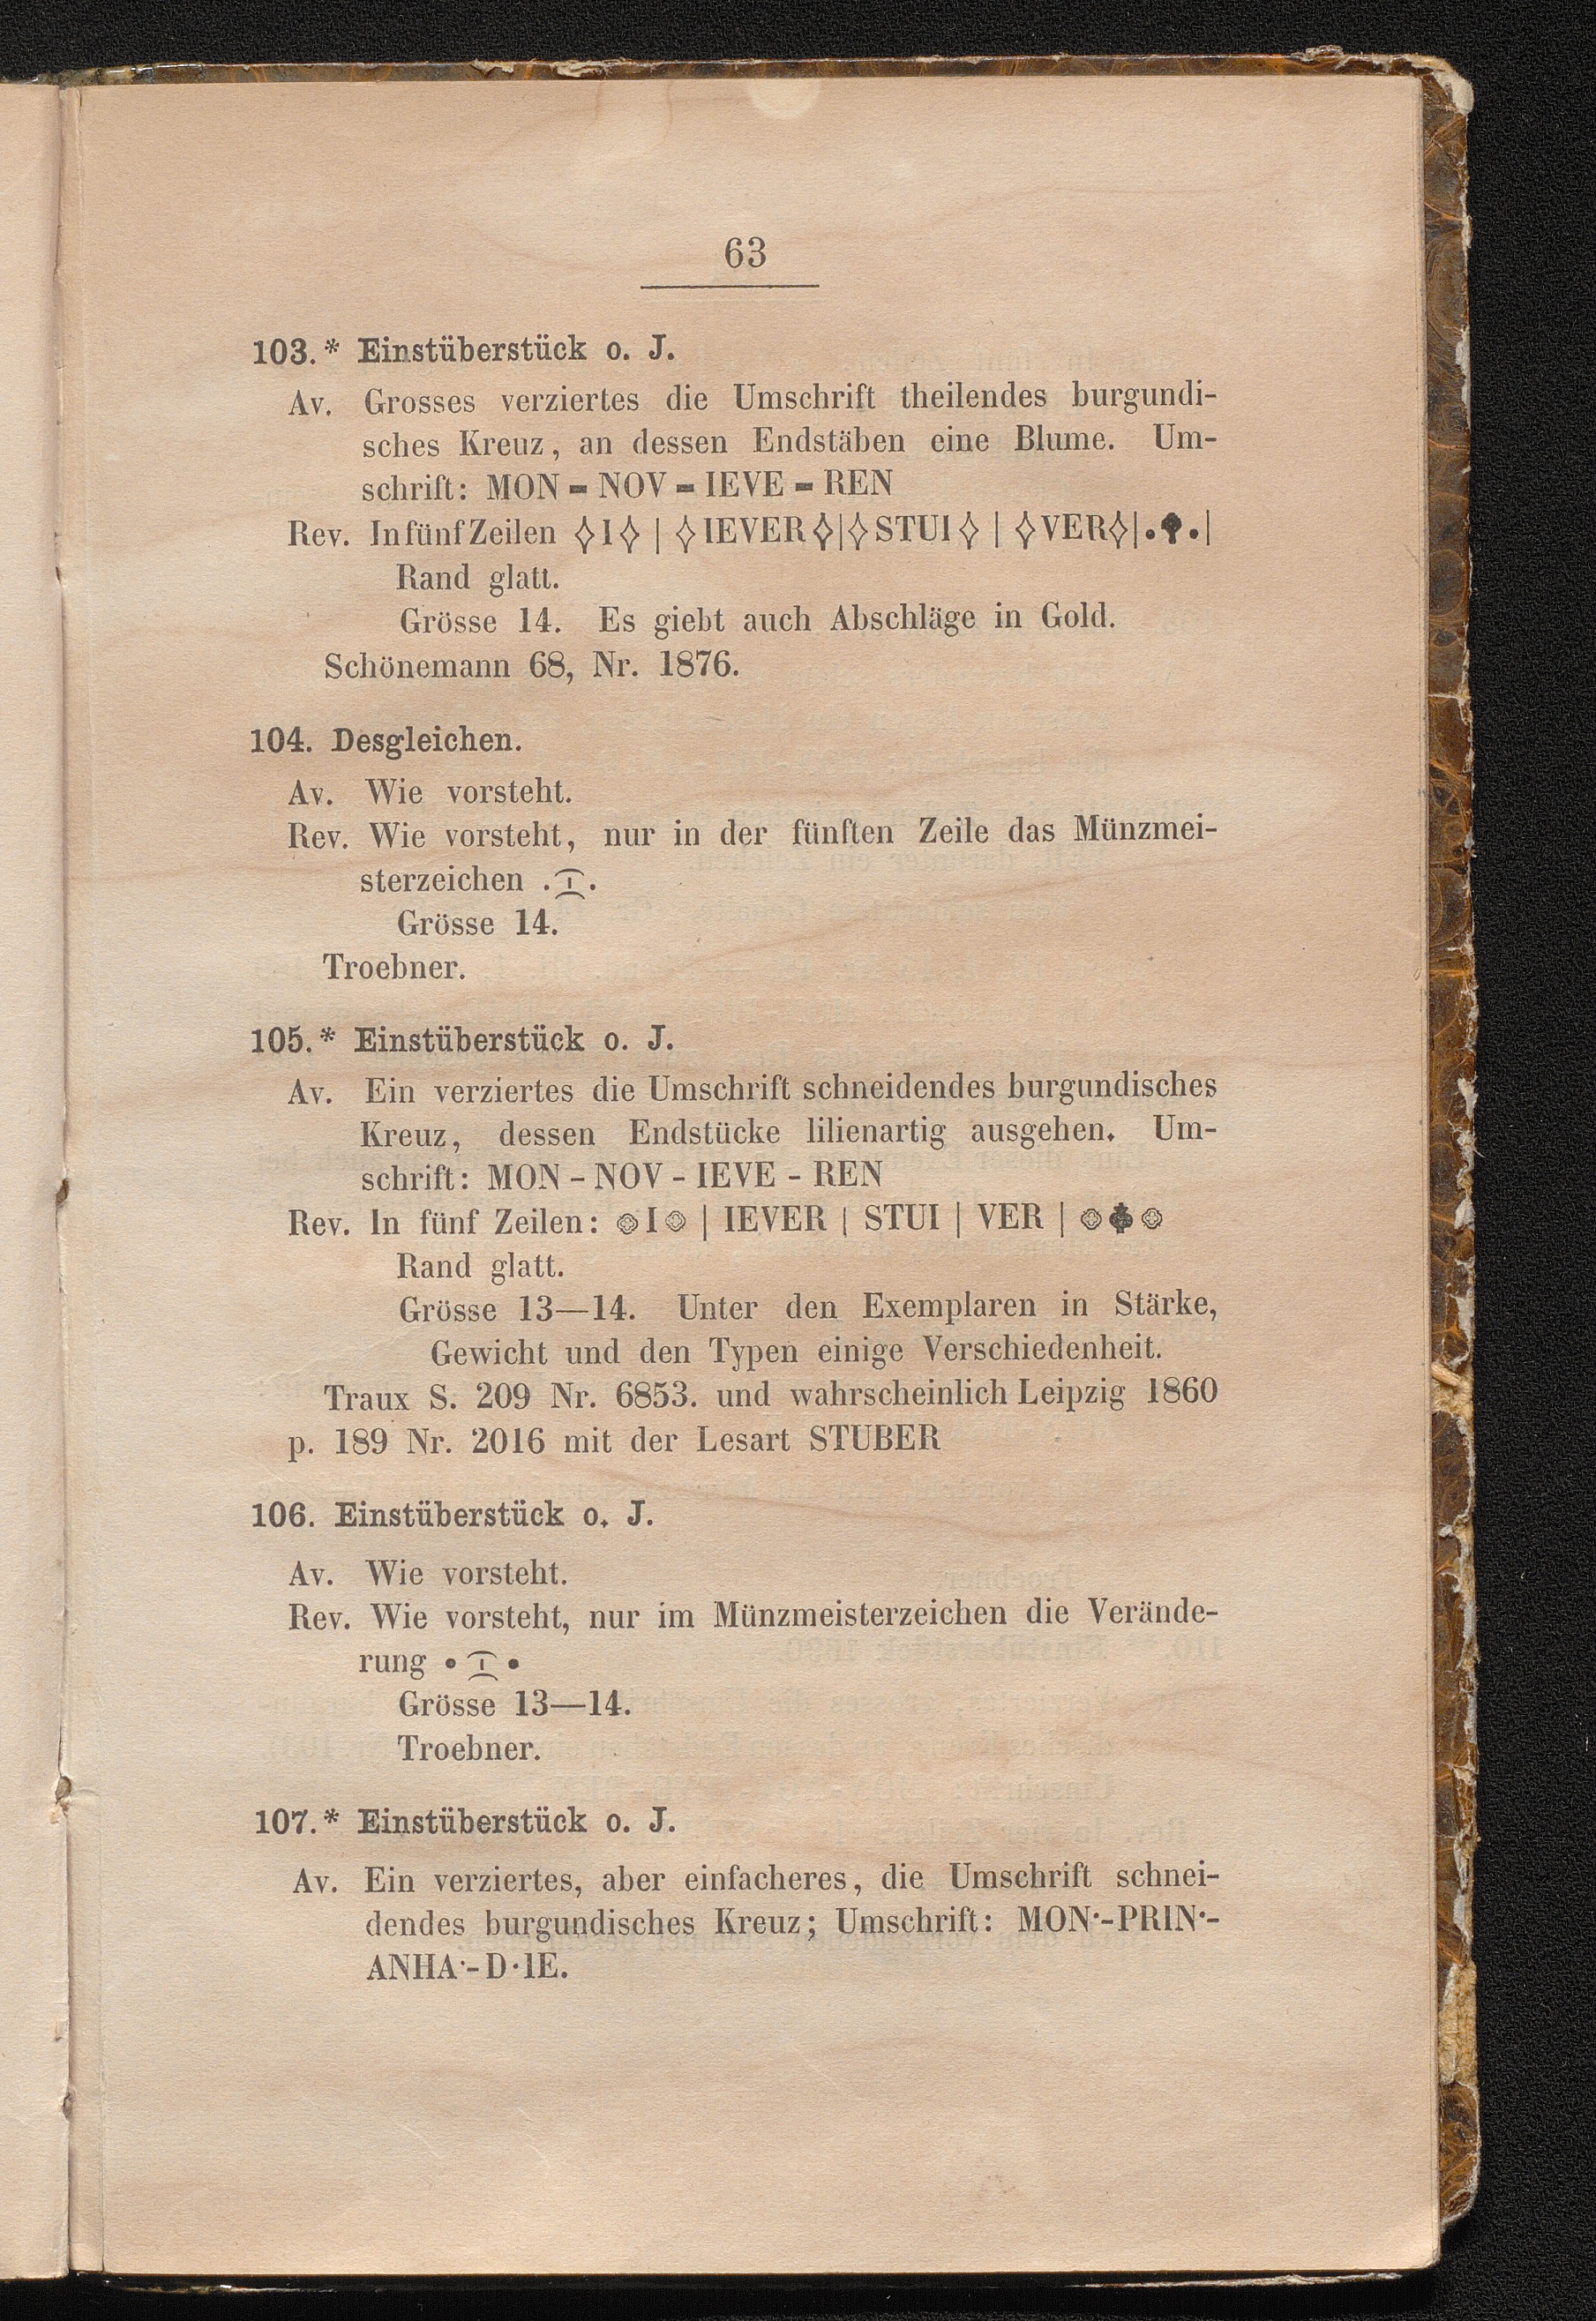 63
103.* Einstüberstück o. J.
Av. Grosses verziertes die Umschrift theilendes burgundi-
sches Kreuz, an dessen Endstäben eine Blume. Um-
schrift: MON - NOV - IEVE - REN
Rev. In fünf Zeilen ◊I◊ | ◊IEVER◊|◊STUI◊ | ◊VER◊|.♣.|
Rand glatt.
Grösse 14. Es giebt auch Abschläge in Gold.
Schönemann 68, Nr. 1876.
104. Desgleichen.
Av. Wie vorsteht.
Rev. Wie vorsteht, nur in der fünften Zeile das Münzmei-
sterzeichen . .
Grösse 14.
Troebner.
105.* Einstüberstück o. J.
Av. Ein verziertes die Umschrift schneidendes burgundisches
Kreuz, dessen Endstücke lilienartig ausgehen. Um-
schrift: MON - NOV - IEVE - REN
Rev. In fünf Zeilen: I | IEVER | STUI | VER |
Rand glatt.
Grösse 13—14. Unter den Exemplaren in Stärke,
Gewicht und den Typen einige Verschiedenheit.
Traux S. 209 Nr. 6853. und wahrscheinlich Leipzig 1860
p. 189 Nr. 2016 mit der Lesart STUBER
106. Einstüberstück o. J.
Av. Wie vorsteht.
Rev. Wie vorsteht, nur im Münzmeisterzeichen die Verände-
rung • •
Grösse 13—14.
Troebner.
107.* Einstüberstück o. J.
Av. Ein verziertes, aber einfacheres, die Umschrift schnei-
dendes burgundisches Kreuz; Umschrift: MON·-PRIN·-
ANHA·-D·IE.